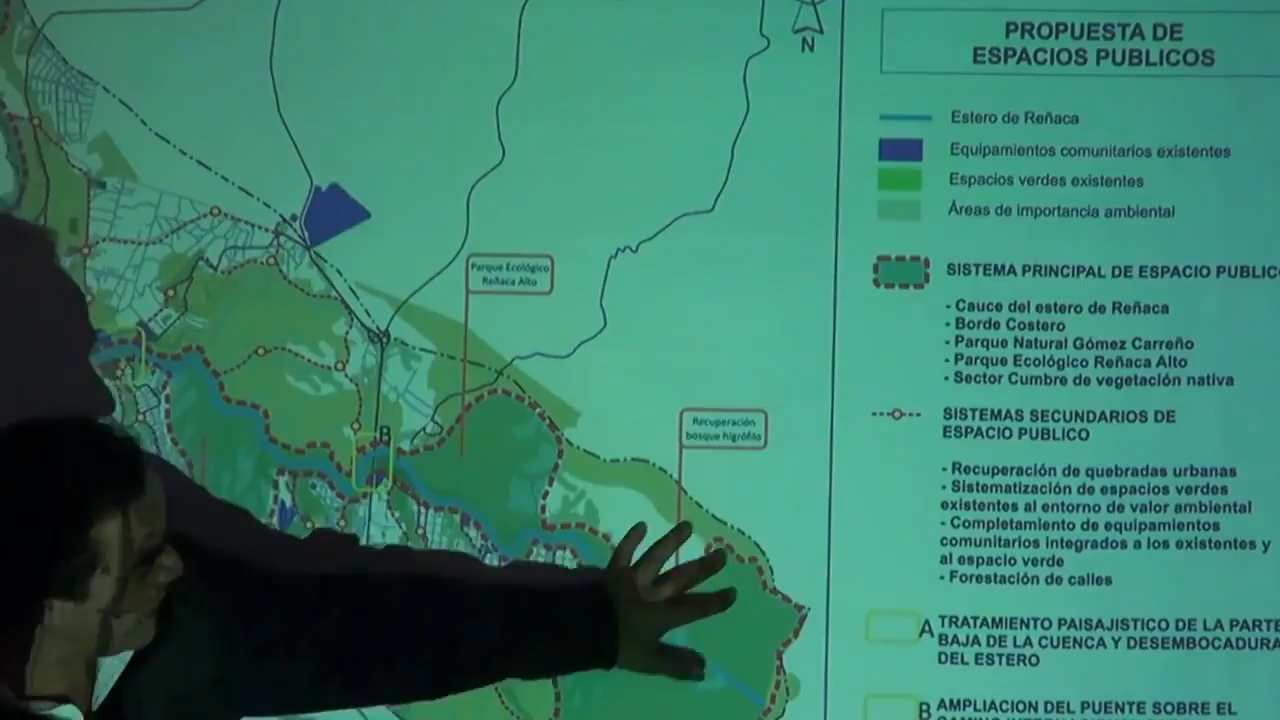 PROPUESTA DE
ESPACIOS PUBLICOS
N
Estero de Reñaca
Equipamientos comunitarios existentes
Espacios verdes existentes
Áreas de importancia ambiental
SISTEMA PRINCIPAL DE ESPACIO PUBLIC
- Cauce del estero de Reñaca
- Borde Costero
- Parque Natural Gómez Carreño
- Parque Ecológico Reñaca Alto
- Sector Cumbre de vegetación nativa
SISTEMAS SECUNDARIOS DE
ESPACIO PUBLICO
- Recuperación de quebradas urbanas
- Sistematización de espacios verdes
existentes al entorno de valor ambiental
- Completamiento de equipamientos
comunitarios integrados a los existentes y
al espacio verde
- Forestación de calles
A TRATAMIENTO PAISAJISTICO DE LA PARTE
BAJA DE LA CUENCA Y DESEMBOCADURA
DEL ESTERO
B AMPLIACION DEL PUENTE SOBRE EL
Parque Ecológico
Reñaca Alto
Recuperación
bosque higrófilo
B